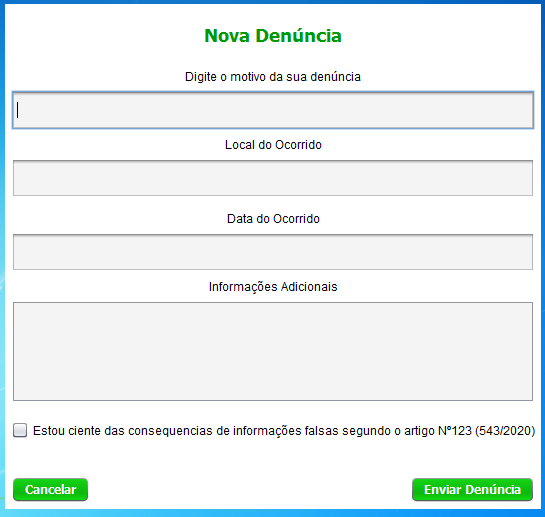 Nova Denúncia
Digite o motivo da sua denúncia
Local do Ocorrido
Data do Ocorrido
Informações Adicionais
Estou ciente das consequencias de informações falsas segundo o artigo Nº123 (543/2020)
Cancelar
Enviar Denúncia